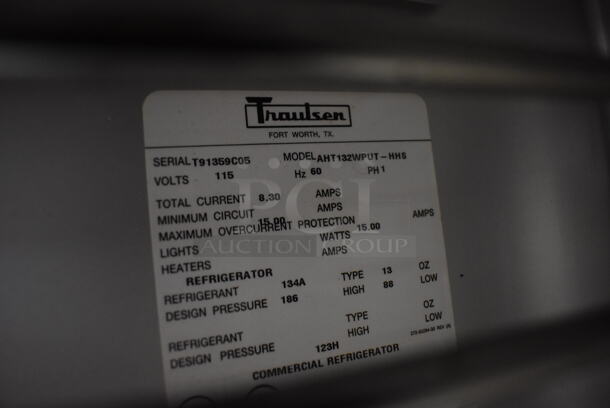 Traulsen
FORT WORTH, TX.
SERIAL T91359C05 MODEL AHT132WPUT-HHS
VOLTS 115 Hz 60 PH 1
TOTAL CURRENT 8.30 AMPS
MINIMUM CIRCUIT 15.00 AMPS
MAXIMUM OVERCURRENT PROTECTION 15.00 AMPS
LIGHTS WATTS
HEATERS AMPS
REFRIGERATOR
REFRIGERANT 134A TYPE 13 OZ
DESIGN PRESSURE 186 HIGH 88 LOW
REFRIGERANT TYPE OZ
DESIGN PRESSURE HIGH LOW
123H
COMMERCIAL REFRIGERATOR
PCI
AUCTION GROUP